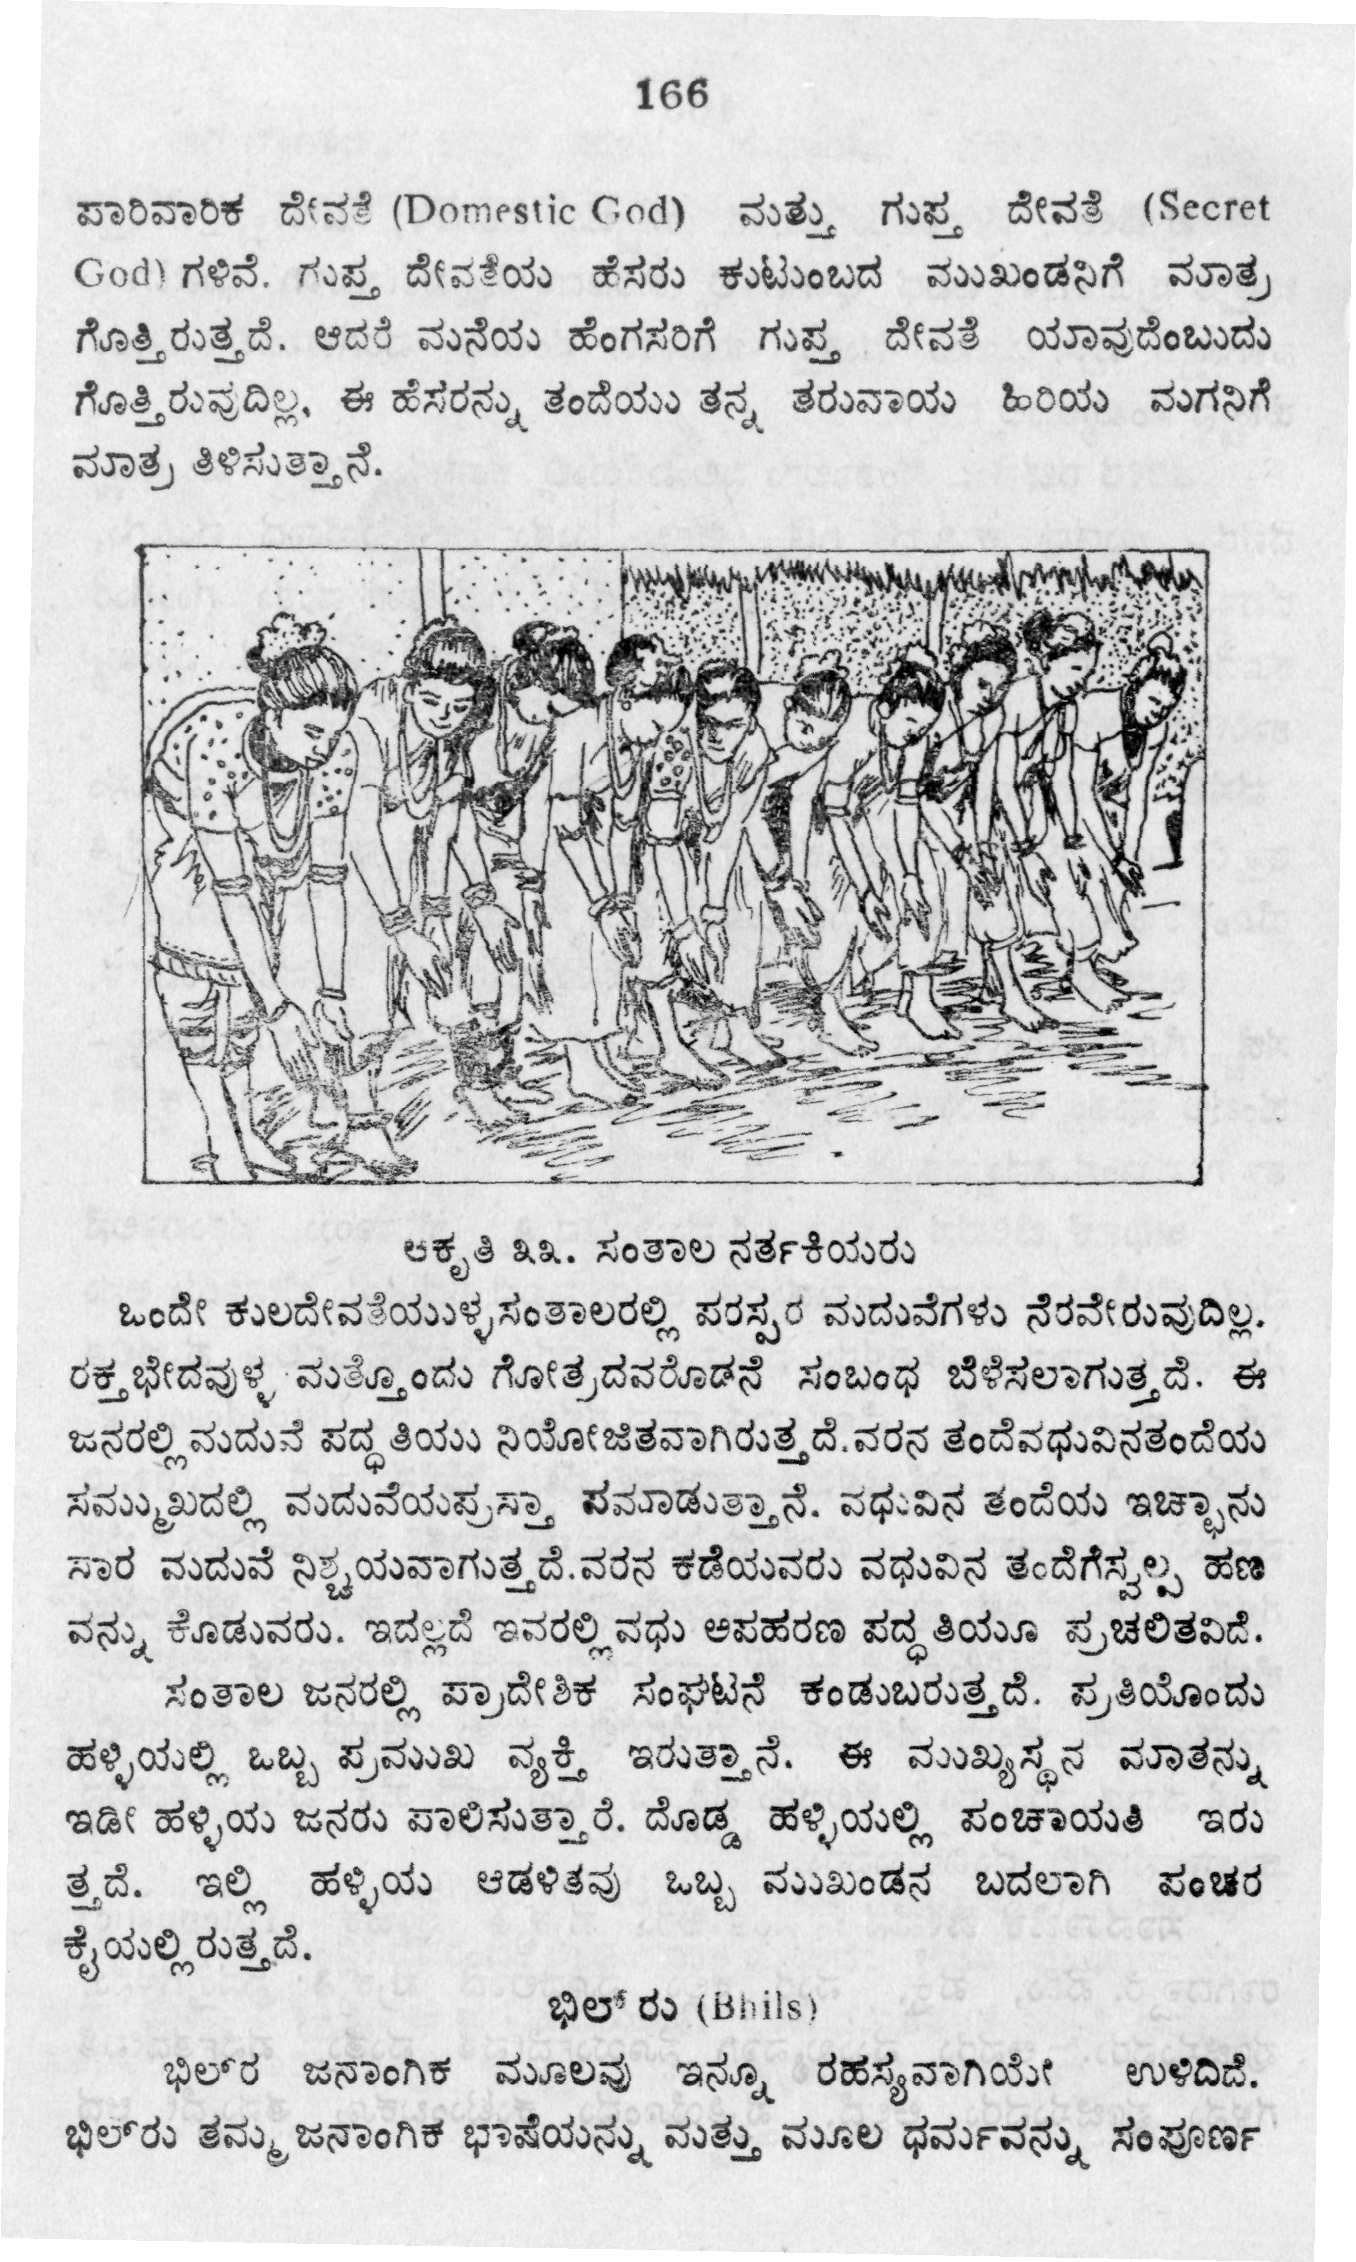 166
ಪಾರಿವಾರಿಕ ದೇವತೆ (Domestic God) ಮತ್ತು ಗುಪ್ತ ದೇವತೆ (Secret
God) ಗಳಿವೆ. ಗುಪ್ತ ದೇವತೆಯ ಹೆಸರು ಕುಟುಂಬದ ಮುಖಂಡನಿಗೆ ಮಾತ್ರ
ಗೊತ್ತಿರುತ್ತದೆ. ಆದರೆ ಮನೆಯ ಹೆಂಗಸರಿಗೆ ಗುಪ್ತ ದೇವತೆ ಯಾವುದೆಂಬುದು
ಗೊತ್ತಿರುವುದಿಲ್ಲ. ಈ ಹೆಸರನ್ನು ತಂದೆಯು ತನ್ನ ತರುವಾಯ ಹಿರಿಯ ಮಗನಿಗೆ
ಮಾತ್ರ ತಿಳಿಸುತ್ತಾನೆ.
ಆಕೃತಿ ೩೩. ಸಂತಾಲ ನರ್ತಕಿಯರು
ಒಂದೇ ಕುಲದೇವತೆಯುಳ್ಳ ಸಂತಾಲರಲ್ಲಿ ಪರಸ್ಪರ ಮದುವೆಗಳು ನೆರವೇರುವುದಿಲ್ಲ.
ರಕ್ತಭೇದವುಳ್ಳ ಮತ್ತೊಂದು ಗೋತ್ರದವರೊಡನೆ ಸಂಬಂಧ ಬೆಳೆಸಲಾಗುತ್ತದೆ. ಈ
ಜನರಲ್ಲಿ ಮದುವೆ ಪದ್ಧತಿಯು ನಿಯೋಜಿತವಾಗಿರುತ್ತದೆ. ವರನ ತಂದೆ ವಧುವಿನ ತಂದೆಯ
ಸಮ್ಮುಖದಲ್ಲಿ ಮದುವೆಯ ಪ್ರಸ್ತಾಪ ಮಾಡುತ್ತಾನೆ. ವಧುವಿನ ತಂದೆಯ ಇಚ್ಛಾನು
ಸಾರ ಮದುವೆ ನಿಶ್ಚಯವಾಗುತ್ತದೆ. ವರನ ಕಡೆಯವರು ವಧುವಿನ ತಂದೆಗೆ ಸ್ವಲ್ಪ ಹಣ
ವನ್ನು ಕೊಡುವರು. ಇದಲ್ಲದೆ ಇವರಲ್ಲಿ ವಧು ಅಪಹರಣ ಪದ್ಧತಿಯೂ ಪ್ರಚಲಿತವಿದೆ.
ಸಂತಾಲ ಜನರಲ್ಲಿ ಪ್ರಾದೇಶಿಕ ಸಂಘಟನೆ ಕಂಡುಬರುತ್ತದೆ. ಪ್ರತಿಯೊಂದು
ಹಳ್ಳಿಯಲ್ಲಿ ಒಬ್ಬ ಪ್ರಮುಖ ವ್ಯಕ್ತಿ ಇರುತ್ತಾನೆ. ಈ ಮುಖ್ಯಸ್ಥನ ಮಾತನ್ನು
ಇಡೀ ಹಳ್ಳಿಯ ಜನರು ಪಾಲಿಸುತ್ತಾರೆ. ದೊಡ್ಡ ಹಳ್ಳಿಯಲ್ಲಿ ಪಂಚಾಯತಿ ಇರು
ತ್ತದೆ. ಇಲ್ಲಿ ಹಳ್ಳಿಯ ಆಡಳಿತವು ಒಬ್ಬ ಮುಖಂಡನ ಬದಲಾಗಿ ಪಂಚರ
ಕೈಯಲ್ಲಿರುತ್ತದೆ.
ಭಿಲ್‌ರು (Bhils)
ಭಿಲ್‌ರ ಜನಾಂಗಿಕ ಮೂಲವು ಇನ್ನೂ ರಹಸ್ಯವಾಗಿಯೇ ಉಳಿದಿದೆ.
ಭಿಲ್‌ರು ತಮ್ಮ ಜನಾಂಗಿಕ ಭಾಷೆಯನ್ನು ಮತ್ತು ಮೂಲ ಧರ್ಮವನ್ನು ಸಂಪೂರ್ಣ